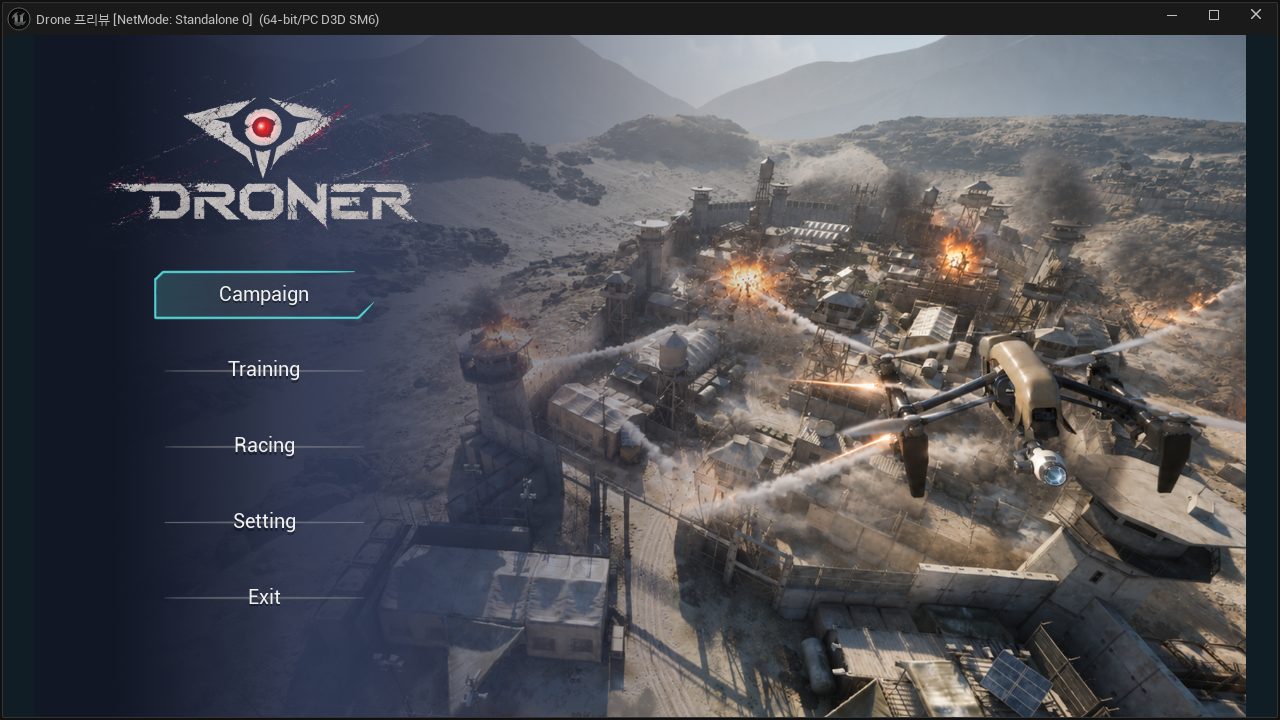 Drone 프리뷰 [NetMode: Standalone 0]  (64-bit/PC D3D SM6)
DRONER
Campaign
Training
Racing
Setting
Exit